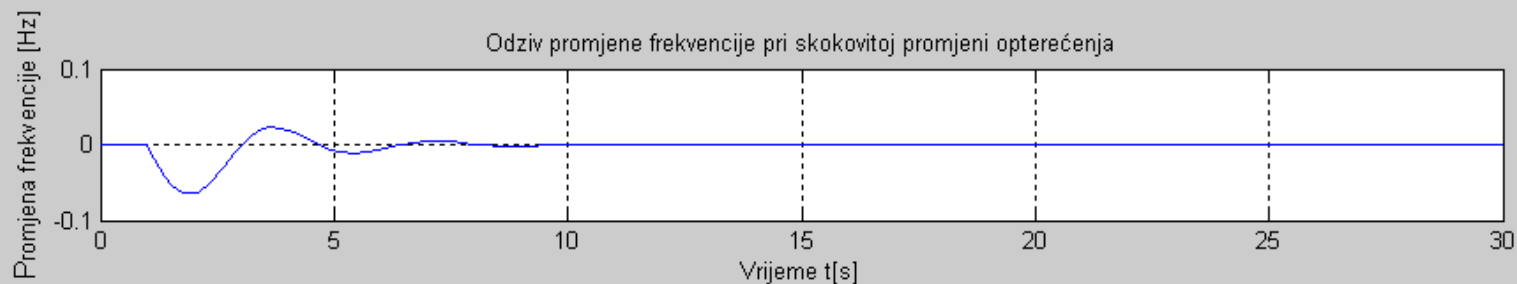 Odziv promjene frekvencije pri skokovitoj promjeni opterećenja
Promjena frekvencije [Hz]
0.1
0
-0.1
0 5 10 15 20 25 30
Vrijeme t[s]